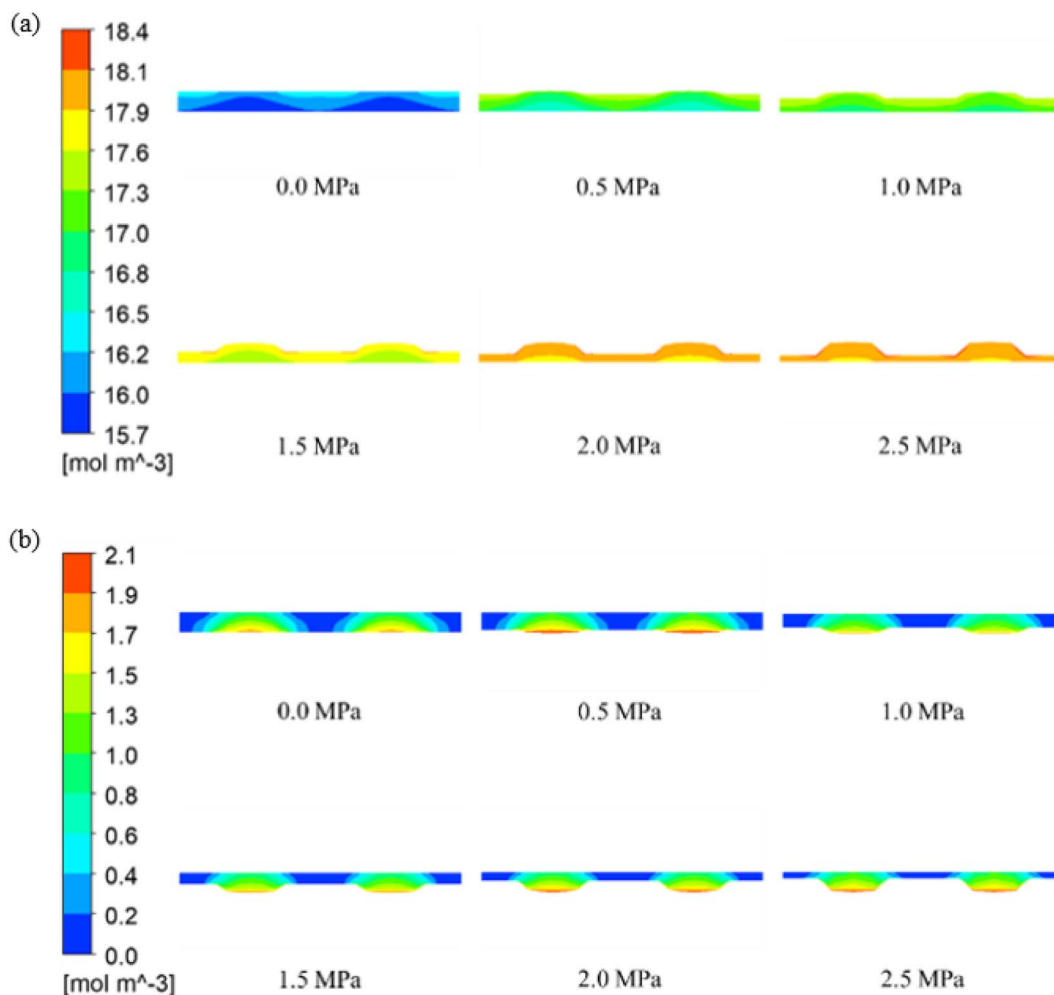 (a)
18.4
18.1
17.9
17.6
17.3
17.0
16.8
16.5
16.2
16.0
15.7
[mol m^-3]
0.0 MPa
0.5 MPa
1.0 MPa
1.5 MPa
2.0 MPa
2.5 MPa
(b)
2.1
1.9
1.7
1.5
1.3
1.0
0.8
0.6
0.4
0.2
0.0
[mol m^-3]
0.0 MPa
0.5 MPa
1.0 MPa
1.5 MPa
2.0 MPa
2.5 MPa